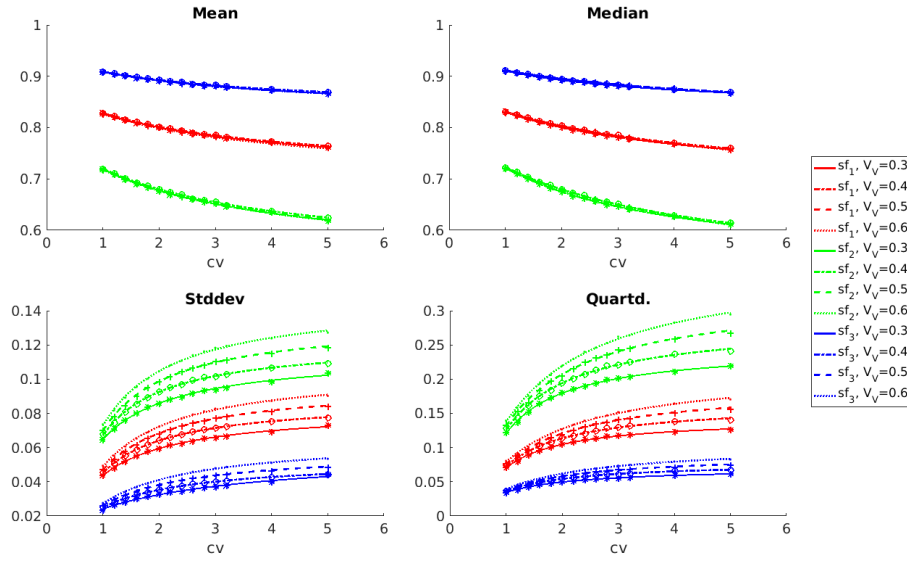 Mean
1
0.9
0.8
0.7
0.6
0 1 2 3 4 5 6
cv
Median
1
0.9
0.8
0.7
0.6
0 1 2 3 4 5 6
cv
Stddev
0.14
0.12
0.1
0.08
0.06
0.04
0.02
0 1 2 3 4 5 6
cv
Quartd.
0.3
0.25
0.2
0.15
0.1
0.05
0
0 1 2 3 4 5 6
cv
sf1, VV=0.3
sf1, VV=0.4
sf1, VV=0.5
sf1, VV=0.6
sf2, VV=0.3
sf2, VV=0.4
sf2, VV=0.5
sf2, VV=0.6
sf3, VV=0.3
sf3, VV=0.4
sf3, VV=0.5
sf3, VV=0.6